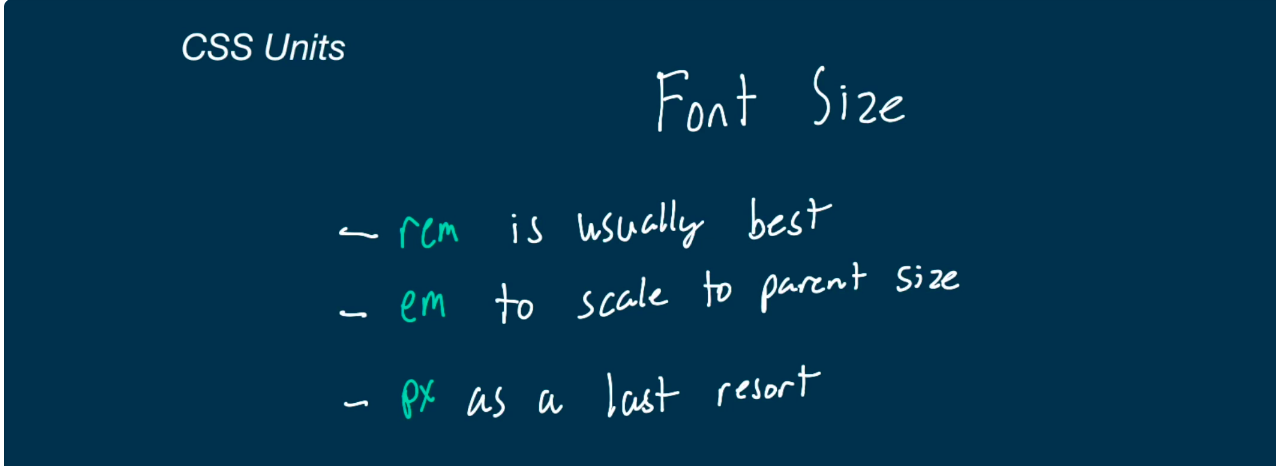 CSS Units
Font Size
- rem is usually best
- em to scale to parent size
- px as a last resort